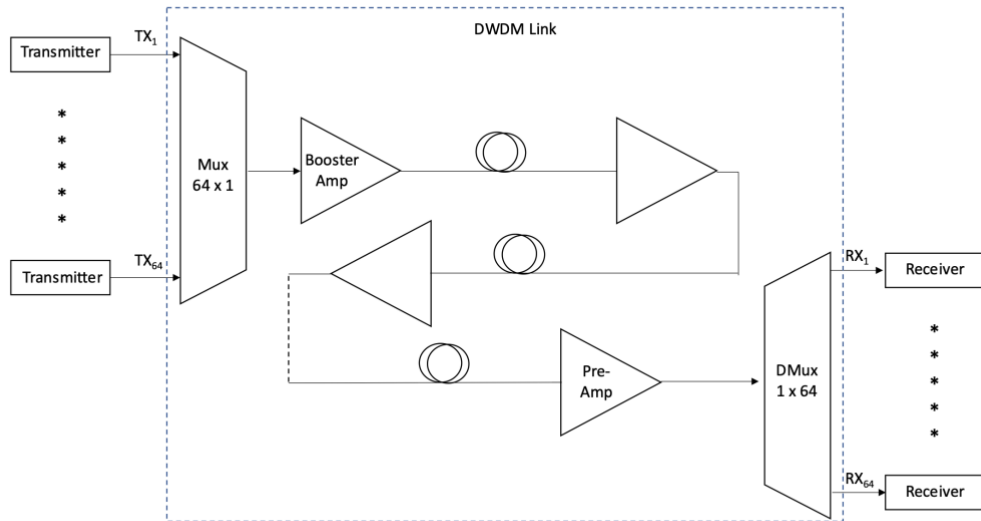 DWDM Link
TX1
Transmitter
*
*
*
*
*
Mux
64 x 1
Booster
Amp
TX64
Transmitter
RX1
Receiver
*
*
*
*
*
Pre-
Amp
DMux
1 x 64
RX64
Receiver